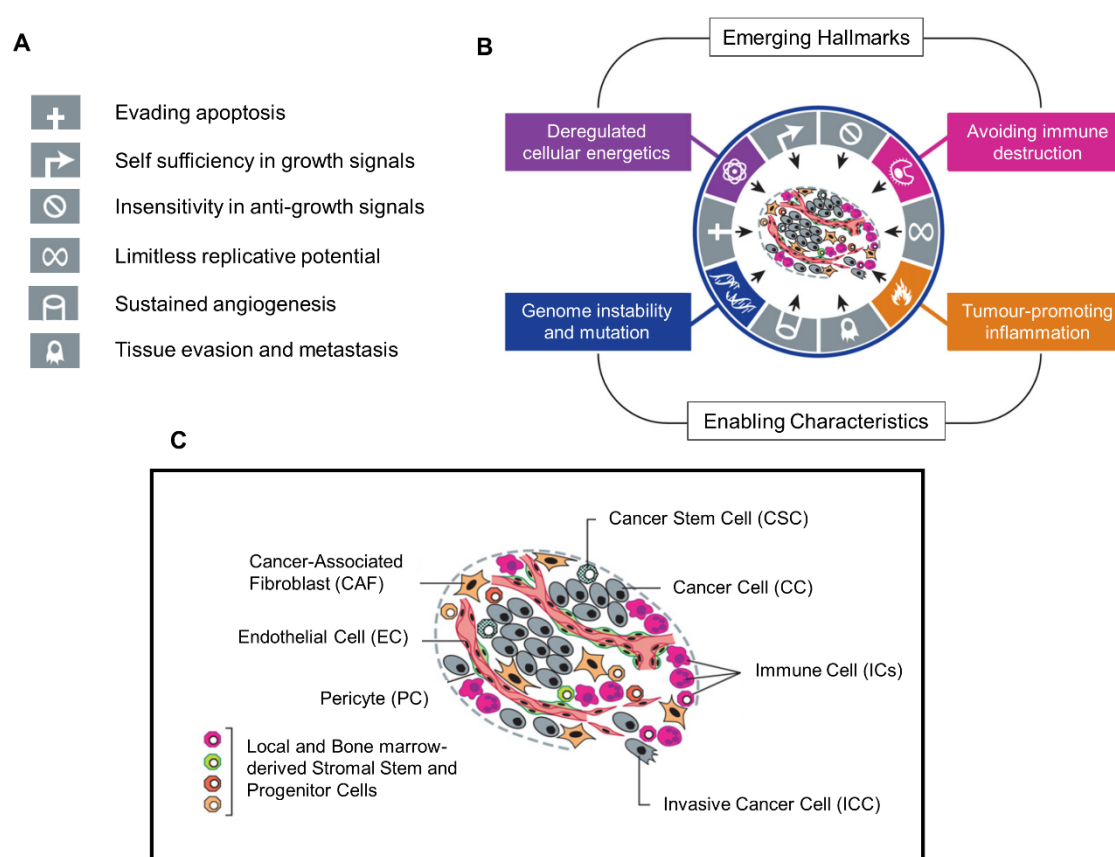 A
Evading apoptosis
Self sufficiency in growth signals
Insensitivity in anti-growth signals
Limitless replicative potential
Sustained angiogenesis
Tissue evasion and metastasis
B
Emerging Hallmarks
Deregulated
cellular energetics
Avoiding immune
destruction
Genome instability
and mutation
Tumour-promoting
inflammation
Enabling Characteristics
C
Cancer Stem Cell (CSC)
Cancer-Associated
Fibroblast (CAF)
Cancer Cell (CC)
Endothelial Cell (EC)
Immune Cell (ICs)
Pericyte (PC)
Local and Bone marrow-
derived Stromal Stem and
Progenitor Cells
Invasive Cancer Cell (ICC)